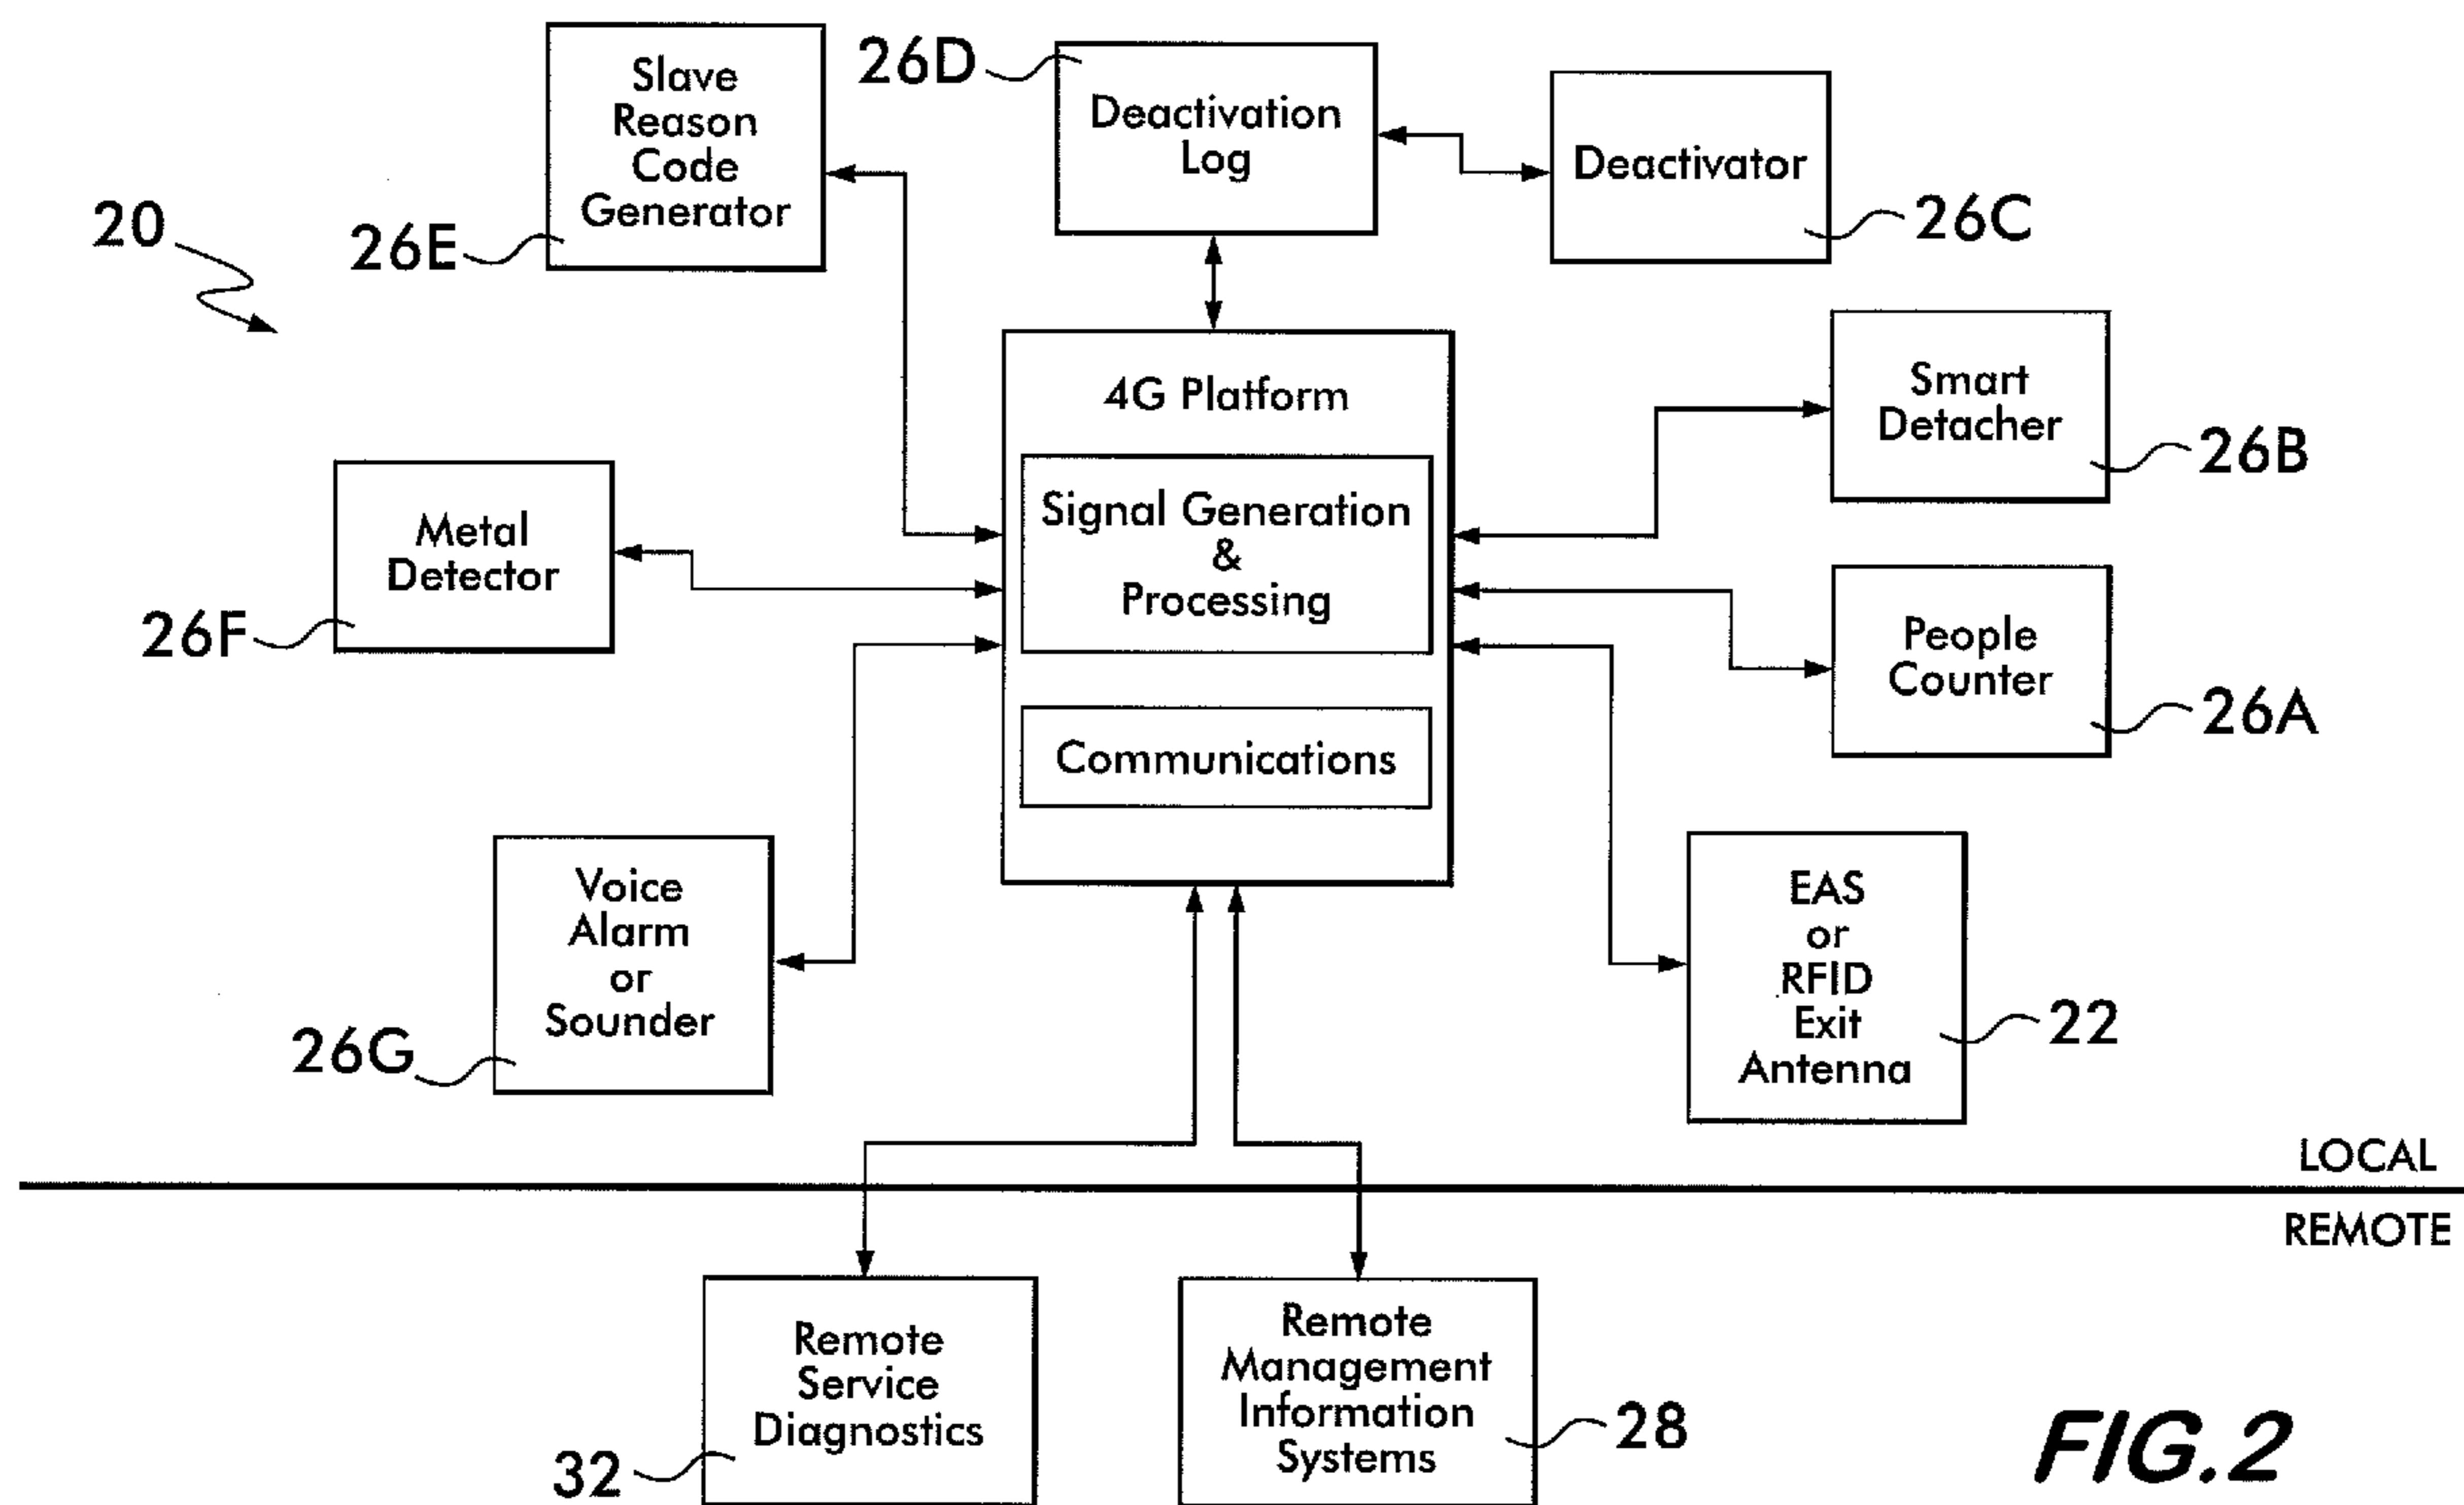 Slave
Reason
Code
Generator
26E
26D
Deactivation
Log
Deactivator
26C
20
4G Platform
Signal Generation
&
Processing
Communications
Smart
Detacher
26B
Metal
Detector
26F
People
Counter
26A
Voice
Alarm
or
Sounder
26G
EAS
or
RFID
Exit
Antenna
22
LOCAL
REMOTE
Remote
Service
Diagnostics
32
Remote
Management
Information
Systems
28
FIG.2